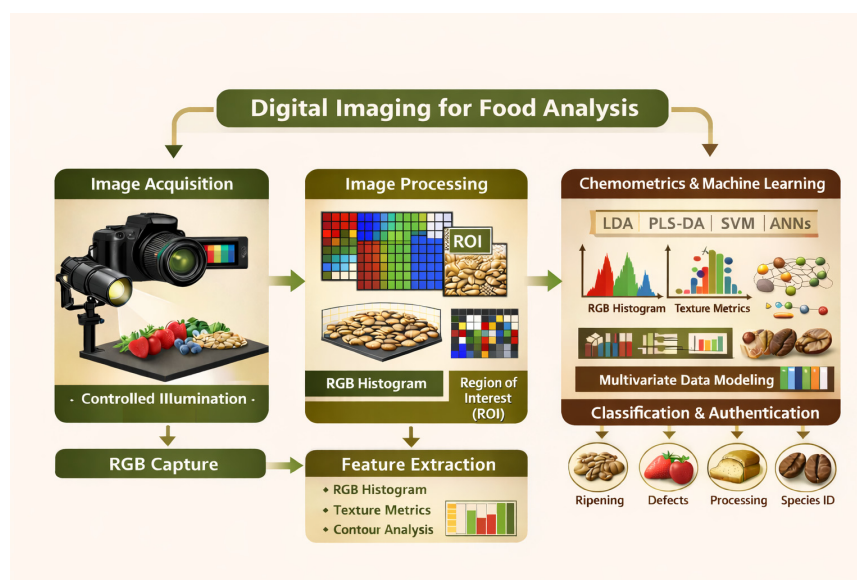 Digital Imaging for Food Analysis
Image Acquisition
- Controlled Illumination -
RGB Capture
Image Processing
ROI
RGB Histogram
Region of
Interest
(ROI)
Feature Extraction
◆ RGB Histogram
◆ Texture Metrics
◆ Contour Analysis
Chemometrics & Machine Learning
LDA | PLS-DA | SVM | ANNs
RGB Histogram
Texture Metrics
Multivariate Data Modeling
Classification & Authentication
Ripening
Defects
Processing
Species ID